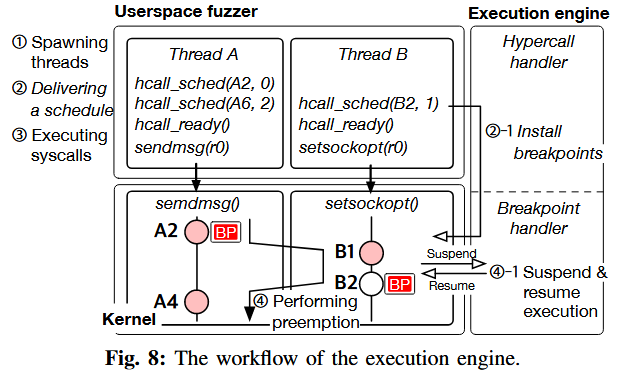 Userspace fuzzer
Execution engine
① Spawning
threads
② Delivering
a schedule
③ Executing
syscalls
Thread A
hcall_sched(A2, 0)
hcall_sched(A6, 2)
hcall_ready()
sendmsg(r0)
Thread B
hcall_sched(B2, 1)
hcall_ready()
setsockopt(r0)
Hypercall
handler
②-1 Install
breakpoints
semdmsg()
A2
BP
A4
Kernel
setsockopt()
B1
B2
BP
④ Performing
preemption
Breakpoint
handler
Suspend
Resume
④-1 Suspend &
resume
execution
Fig. 8: The workflow of the execution engine.